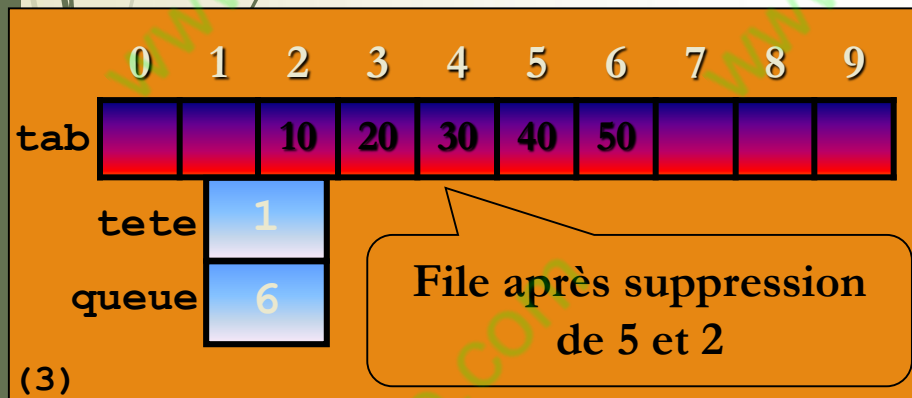 0 1 2 3 4 5 6 7 8 9
tab 10 20 30 40 50
tete 1
queue 6
File après suppression
de 5 et 2
(3)